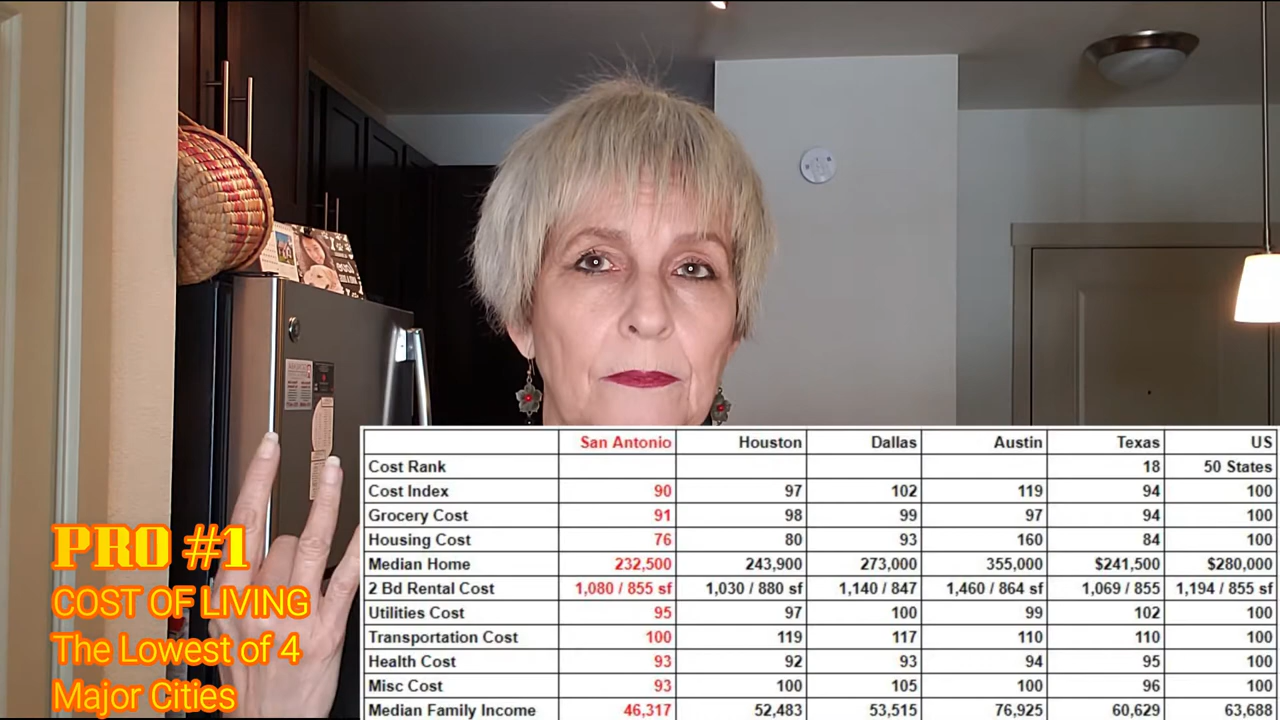 San Antonio Houston Dallas Austin Texas US
Cost Rank 18 50 States
Cost Index 90 97 102 119 94 100
Grocery Cost 91 98 99 97 94 100
Housing Cost 76 80 93 160 84 100
Median Home 232,500 243,900 273,000 355,000 $241,500 $280,000
2 Bd Rental Cost 1,080 / 855 sf 1,030 / 880 sf 1,140 / 847 1,460 / 864 sf 1,069 / 855 1,194 / 855 sf
Utilities Cost 95 97 100 99 102 100
Transportation Cost 100 119 117 110 110 100
Health Cost 93 92 93 94 95 100
Misc Cost 93 100 105 100 96 100
Median Family Income 46,317 52,483 53,515 76,925 60,629 63,688
PRO #1
COST OF LIVING
The Lowest of 4
Major Cities